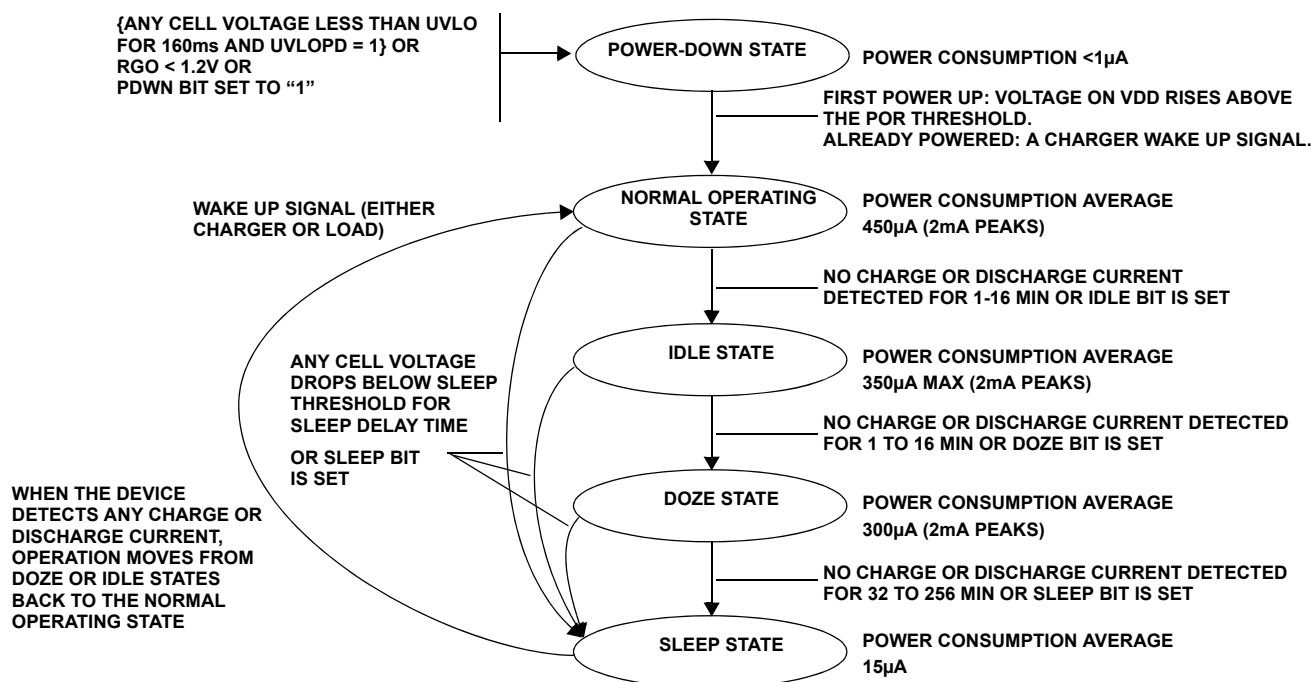 {ANY CELL VOLTAGE LESS THAN UVLO
FOR 160ms AND UVLOPD = 1} OR
RGO < 1.2V OR
PDWN BIT SET TO “1”
POWER-DOWN STATE
POWER CONSUMPTION <1µA
FIRST POWER UP: VOLTAGE ON VDD RISES ABOVE
THE POR THRESHOLD.
ALREADY POWERED: A CHARGER WAKE UP SIGNAL.
WAKE UP SIGNAL (EITHER
CHARGER OR LOAD)
NORMAL OPERATING
STATE
POWER CONSUMPTION AVERAGE
450µA (2mA PEAKS)
NO CHARGE OR DISCHARGE CURRENT
DETECTED FOR 1-16 MIN OR IDLE BIT IS SET
IDLE STATE
POWER CONSUMPTION AVERAGE
350µA MAX (2mA PEAKS)
ANY CELL VOLTAGE
DROPS BELOW SLEEP
THRESHOLD FOR
SLEEP DELAY TIME
OR SLEEP BIT
IS SET
NO CHARGE OR DISCHARGE CURRENT DETECTED
FOR 1 TO 16 MIN OR DOZE BIT IS SET
WHEN THE DEVICE
DETECTS ANY CHARGE OR
DISCHARGE CURRENT,
OPERATION MOVES FROM
DOZE OR IDLE STATES
BACK TO THE NORMAL
OPERATING STATE
DOZE STATE
POWER CONSUMPTION AVERAGE
300µA (2mA PEAKS)
NO CHARGE OR DISCHARGE CURRENT DETECTED
FOR 32 TO 256 MIN OR SLEEP BIT IS SET
SLEEP STATE
POWER CONSUMPTION AVERAGE
15µA